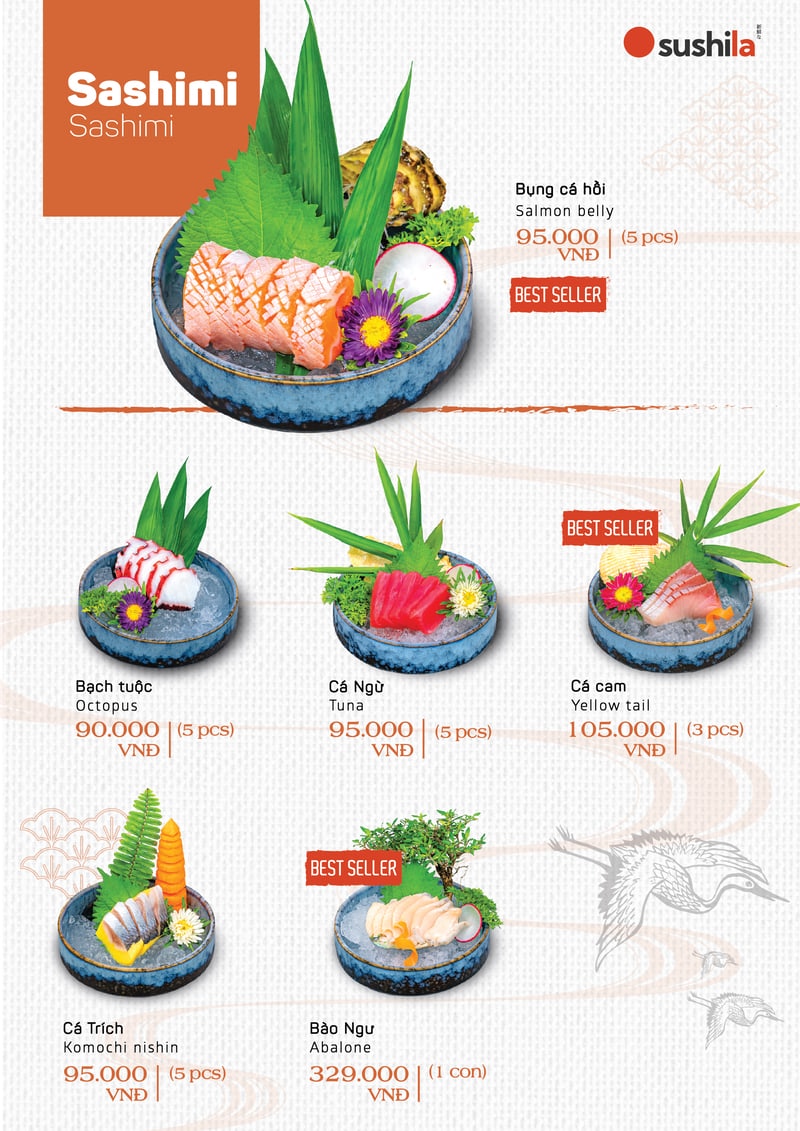 Sashimi
Sashimi
sushila
Bụng cá hồi
Salmon belly
95.000 (5 pcs)
VNĐ
BEST SELLER
BEST SELLER
Bạch tuộc
Octopus
90.000 (5 pcs)
VNĐ
Cá Ngừ
Tuna
95.000 (5 pcs)
VNĐ
Cá cam
Yellow tail
105.000 (3 pcs)
VNĐ
BEST SELLER
Cá Trích
Komochi nishin
95.000 (5 pcs)
VNĐ
Bào Ngư
Abalone
329.000 (1 con)
VNĐ